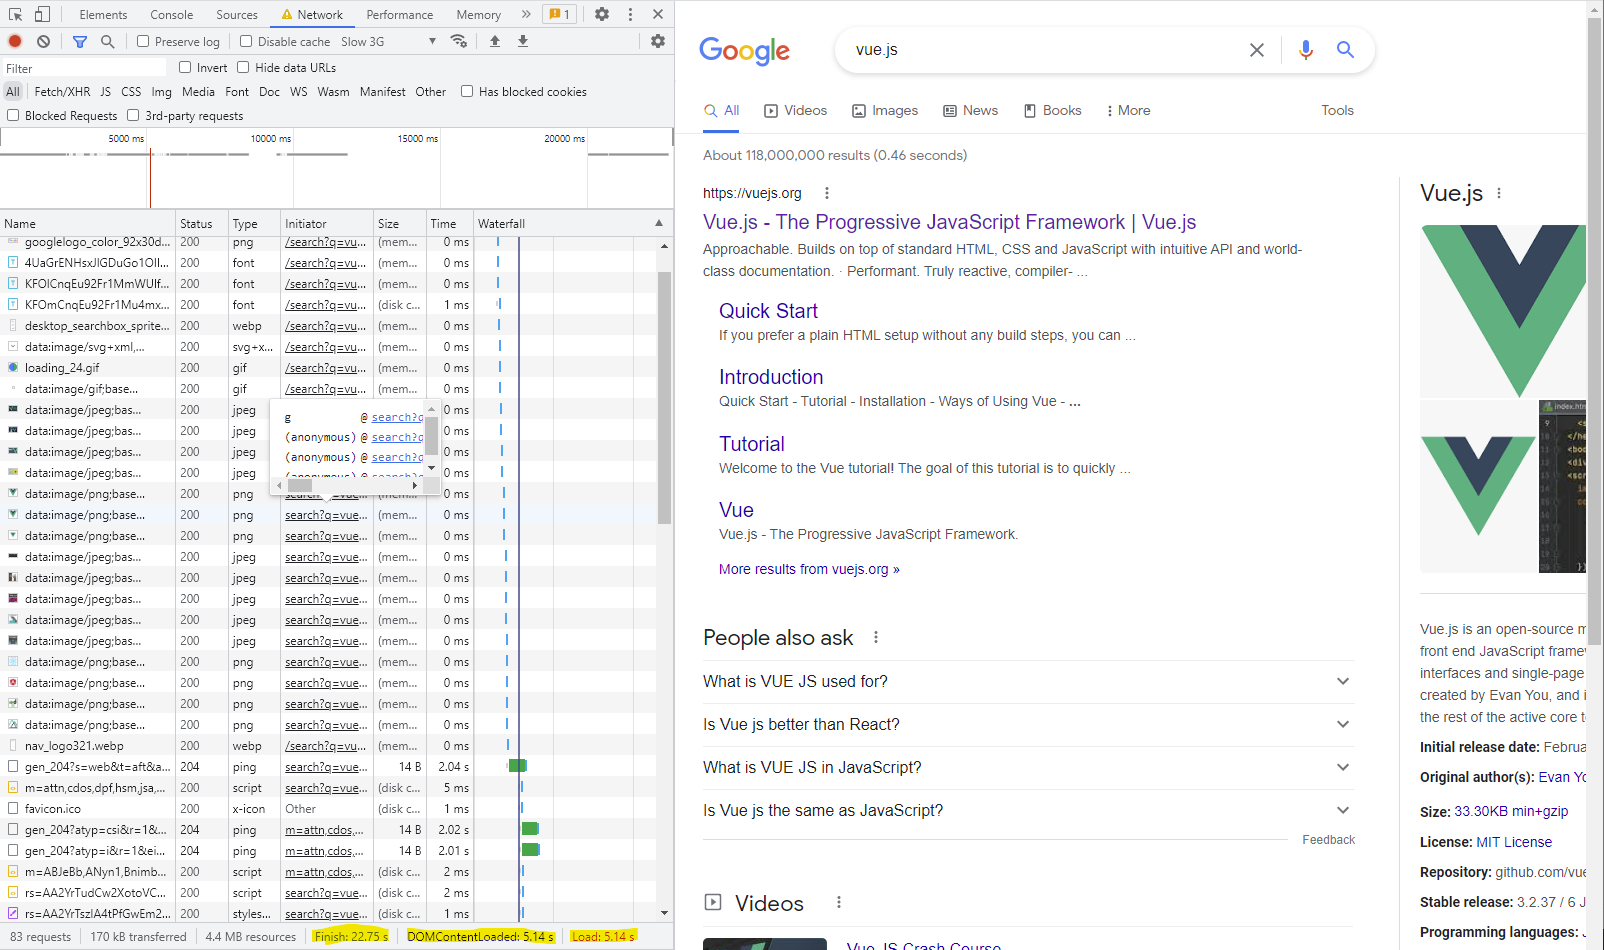 Elements Console Sources Network Performance Memory » 1
Preserve log Disable cache Slow 3G
Filter Invert Hide data URLs
All Fetch/XHR JS CSS Img Media Font Doc WS Wasm Manifest Other Has blocked cookies
Blocked Requests 3rd-party requests
5000 ms 10000 ms 15000 ms 20000 ms
Name Status Type Initiator Size Time Waterfall
googlelogo_color_92x30d... 200 png /search?q=vu... (mem... 0 ms
4UaGrENHsxJlGDuGo1OIl... 200 font /search?q=vu... (mem... 0 ms
KFOlCnqEu92Fr1MmWUlf... 200 font /search?q=vu... (mem... 0 ms
KFOmCnqEu92Fr1Mu4mx... 200 font /search?q=vu... (disk c... 1 ms
desktop_searchbox_sprite... 200 webp /search?q=vu... (mem... 0 ms
data:image/svg+xml,... 200 svg+x... /search?q=vu... (mem... 0 ms
loading_24.gif 200 gif /search?q=vu... (mem... 0 ms
data:image/gif;base... 200 gif /search?q=vu... (mem... 0 ms
data:image/jpeg;bas... 200 jpeg 0 ms
data:image/jpeg;bas... 200 jpeg 0 ms
data:image/jpeg;bas... 200 jpeg 0 ms
data:image/jpeg;bas... 200 jpeg 0 ms
g @ search?q
(anonymous) @ search?q
(anonymous) @ search?q
(anonymous) @ search?q
data:image/png;base... 200 png search?q=vue... (mem... 0 ms
data:image/png;base... 200 png search?q=vue... (mem... 0 ms
data:image/png;base... 200 png search?q=vue... (mem... 0 ms
data:image/jpeg;bas... 200 jpeg search?q=vue... (mem... 0 ms
data:image/jpeg;bas... 200 jpeg search?q=vue... (mem... 0 ms
data:image/jpeg;bas... 200 jpeg search?q=vue... (mem... 0 ms
data:image/jpeg;bas... 200 jpeg search?q=vue... (mem... 0 ms
data:image/jpeg;bas... 200 jpeg search?q=vue... (mem... 0 ms
data:image/png;base... 200 png search?q=vue... (mem... 0 ms
data:image/png;base... 200 png search?q=vue... (mem... 0 ms
data:image/png;base... 200 png search?q=vue... (mem... 0 ms
data:image/png;base... 200 png search?q=vue... (mem... 0 ms
nav_logo321.webp 200 webp /search?q=vu... (mem... 0 ms
gen_204?s=web&t=aft&a... 204 ping search?q=vue... 14 B 2.04 s
m=attn,cdos,dpf,hsm,jsa,... 200 script search?q=vue... (disk c... 5 ms
favicon.ico 200 x-icon Other (disk c... 1 ms
gen_204?atyp=csi&r=1&... 204 ping m=attn,cdos,... 14 B 2.02 s
gen_204?atyp=i&r=1&ei... 204 ping m=attn,cdos,... 14 B 2.01 s
m=ABJeBb,ANyn1,Bnimb... 200 script m=attn,cdos,... (disk c... 2 ms
rs=AA2YrTudCw2XotoVC... 200 script search?q=vue... (disk c... 2 ms
rs=AA2YrTszIA4tPfGwEm2... 200 styles... search?q=vue... (disk c... 1 ms
83 requests 170 kB transferred 4.4 MB resources Finish: 22.75 s DOMContentLoaded: 5.14 s Load: 5.14 s
Google vue.js
All Videos Images News Books More Tools
About 118,000,000 results (0.46 seconds)
https://vuejs.org
Vue.js - The Progressive JavaScript Framework | Vue.js
Approachable. Builds on top of standard HTML, CSS and JavaScript with intuitive API and world-
class documentation. · Performant. Truly reactive, compiler- ...
Quick Start
If you prefer a plain HTML setup without any build steps, you can ...
Introduction
Quick Start - Tutorial - Installation - Ways of Using Vue - ...
Tutorial
Welcome to the Vue tutorial! The goal of this tutorial is to quickly ...
Vue
Vue.js - The Progressive JavaScript Framework.
More results from vuejs.org »
People also ask
What is VUE JS used for?
Is Vue js better than React?
What is VUE JS in JavaScript?
Is Vue js the same as JavaScript?
Feedback
Videos
Vue JS Crash Course
Vue.js
index.htm
9
10
11
12
13
14
15
16
Vue.js is an open-source m
front end JavaScript framew
interfaces and single-page
created by Evan You, and i
the rest of the active core t
Initial release date: Februa
Original author(s): Evan Yo
Size: 33.30KB min+gzip
License: MIT License
Repository: github.com/vue
Stable release: 3.2.37 / 6 J
Programming languages: J